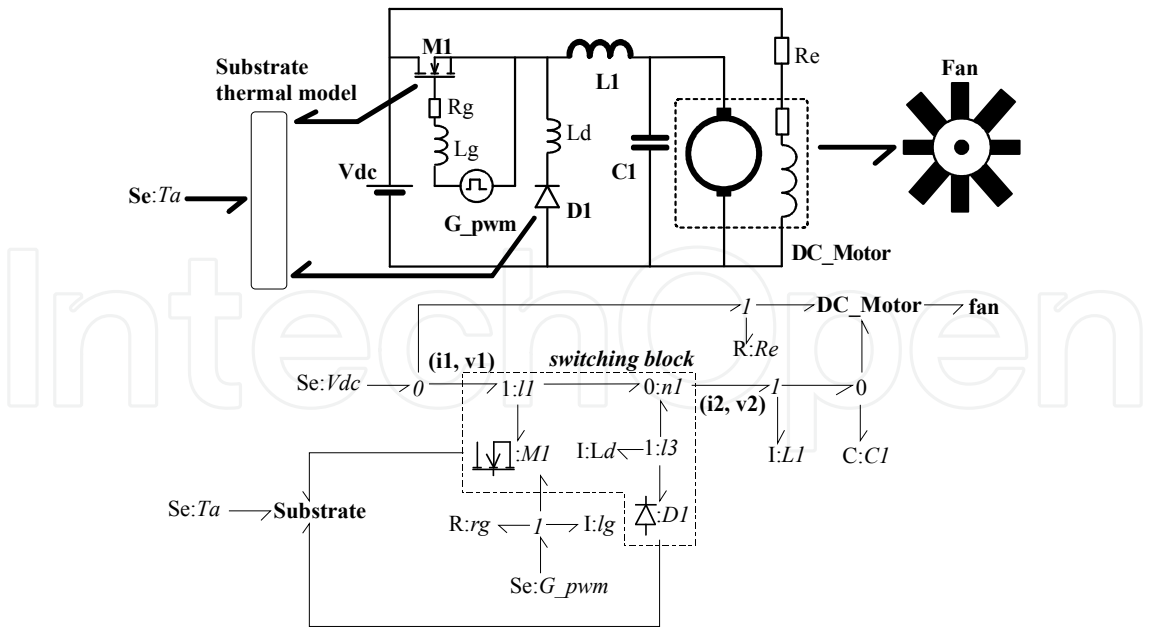 M1
Re
Substrate
thermal model
L1
Fan
Rg
Ld
Lg
Vdc
C1
Se:Ta
D1
G_pwm
DC_Motor
IntechOpen
1
DC_Motor
fan
R:Re
(i1, v1)
switching block
Se:Vdc
0
1:l1
0:n1
(i2, v2)
1
0
:M1
I:Ld
1:l3
I:L1
C:C1
Se:Ta
Substrate
R:rg
1
I:lg
:D1
Se:G_pwm